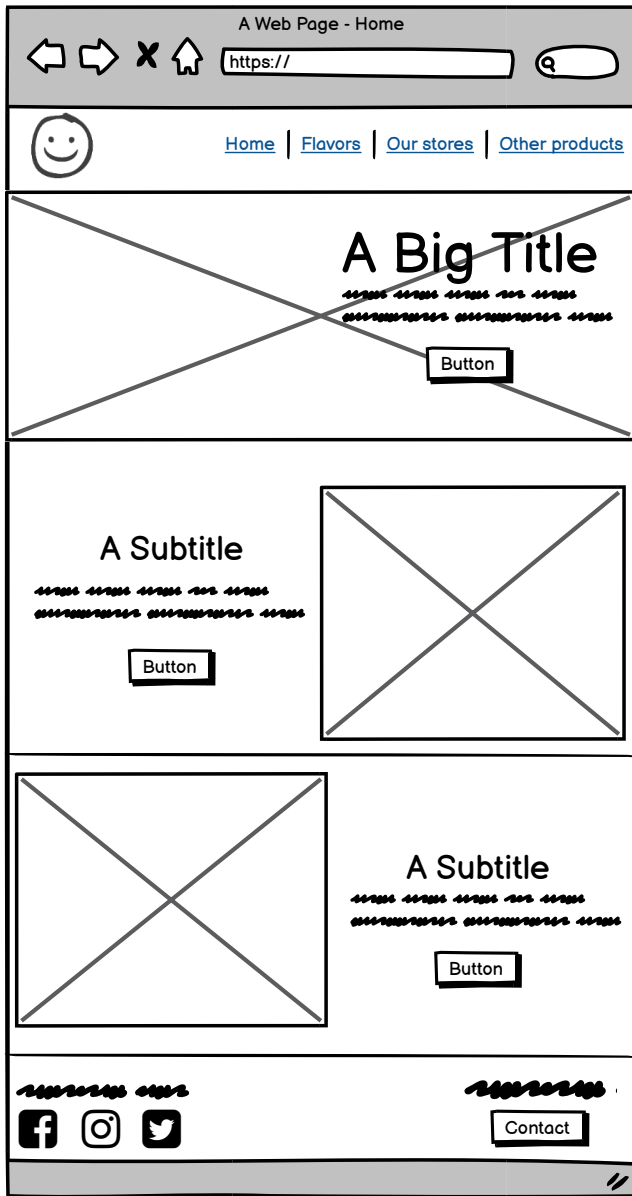 A Web Page - Home
https://
Home | Flavors | Our stores | Other products
A Big Title
Button
A Subtitle
Button
A Subtitle
Button
Contact